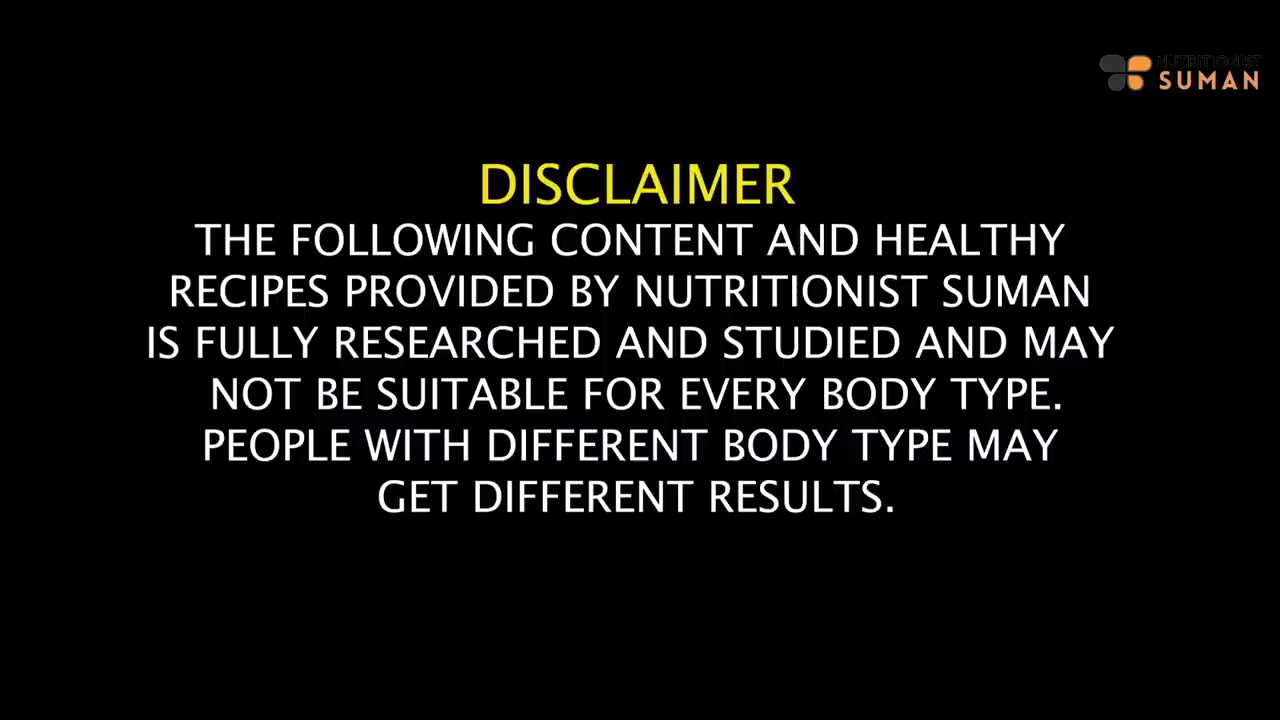 NUTRITIONIST
SUMAN
DISCLAIMER
THE FOLLOWING CONTENT AND HEALTHY
RECIPES PROVIDED BY NUTRITIONIST SUMAN
IS FULLY RESEARCHED AND STUDIED AND MAY
NOT BE SUITABLE FOR EVERY BODY TYPE.
PEOPLE WITH DIFFERENT BODY TYPE MAY
GET DIFFERENT RESULTS.